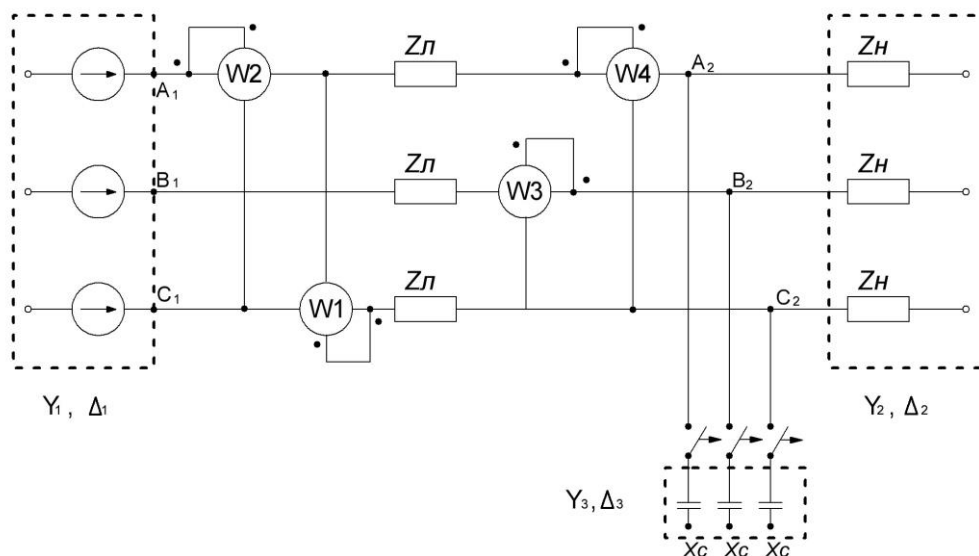 Zл Zн
W2 W4 A₂
A₁
Zл Zн
B₁ W3 B₂
Zл Zн
C₁ C₂
W1
Y₁, Δ₁ Y₂, Δ₂
Y₃, Δ₃
Xc Xc Xc